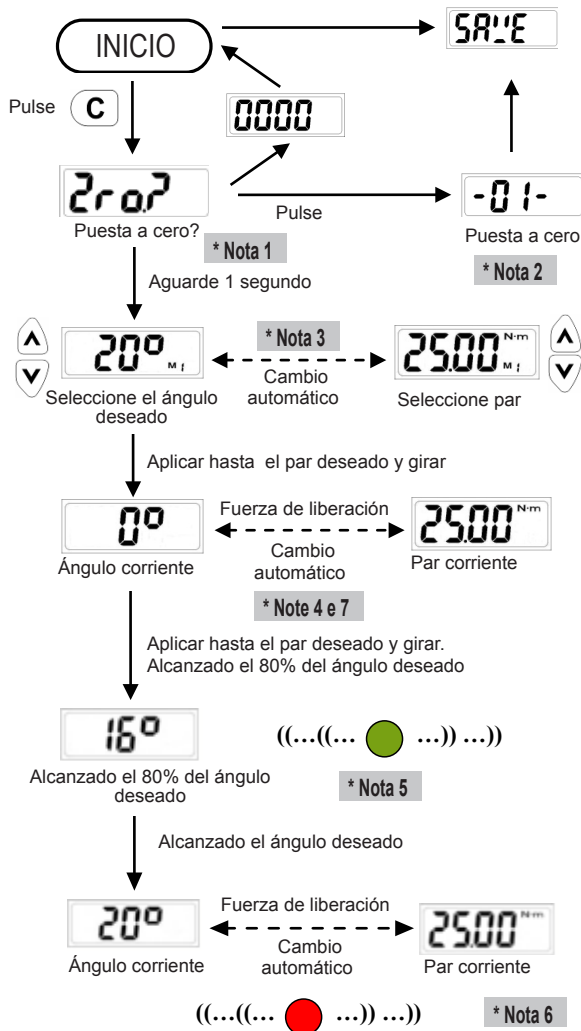 INICIO
SAVE
Pulse C
0000
2ro.?
Pulse
-01-
Puesta a cero?
Puesta a cero
* Nota 1
* Nota 2
Aguarde 1 segundo
20° M1
* Nota 3
25.00 N·m M1
Cambio
automático
Seleccione el ángulo
deseado
Seleccione par
Aplicar hasta el par deseado y girar
0°
Fuerza de liberación
25.00 N·m
Ángulo corriente
Cambio
automático
Par corriente
* Note 4 e 7
Aplicar hasta el par deseado y girar.
Alcanzado el 80% del ángulo deseado
16°
((...((... ...)) ...))
Alcanzado el 80% del ángulo
deseado
* Nota 5
Alcanzado el ángulo deseado
20°
Fuerza de liberación
25.00 N·m
Ángulo corriente
Cambio
automático
Par corriente
((...((... ...)) ...))
* Nota 6